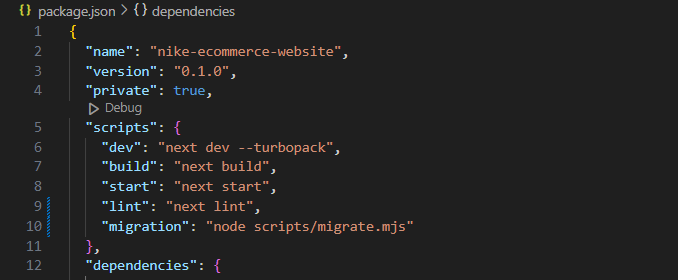 package.json > dependencies
1 {
2 "name": "nike-ecommerce-website",
3 "version": "0.1.0",
4 "private": true,
Debug
5 "scripts": {
6 "dev": "next dev --turbopack",
7 "build": "next build",
8 "start": "next start",
9 "lint": "next lint",
10 "migration": "node scripts/migrate.mjs"
11 },
12 "dependencies": {